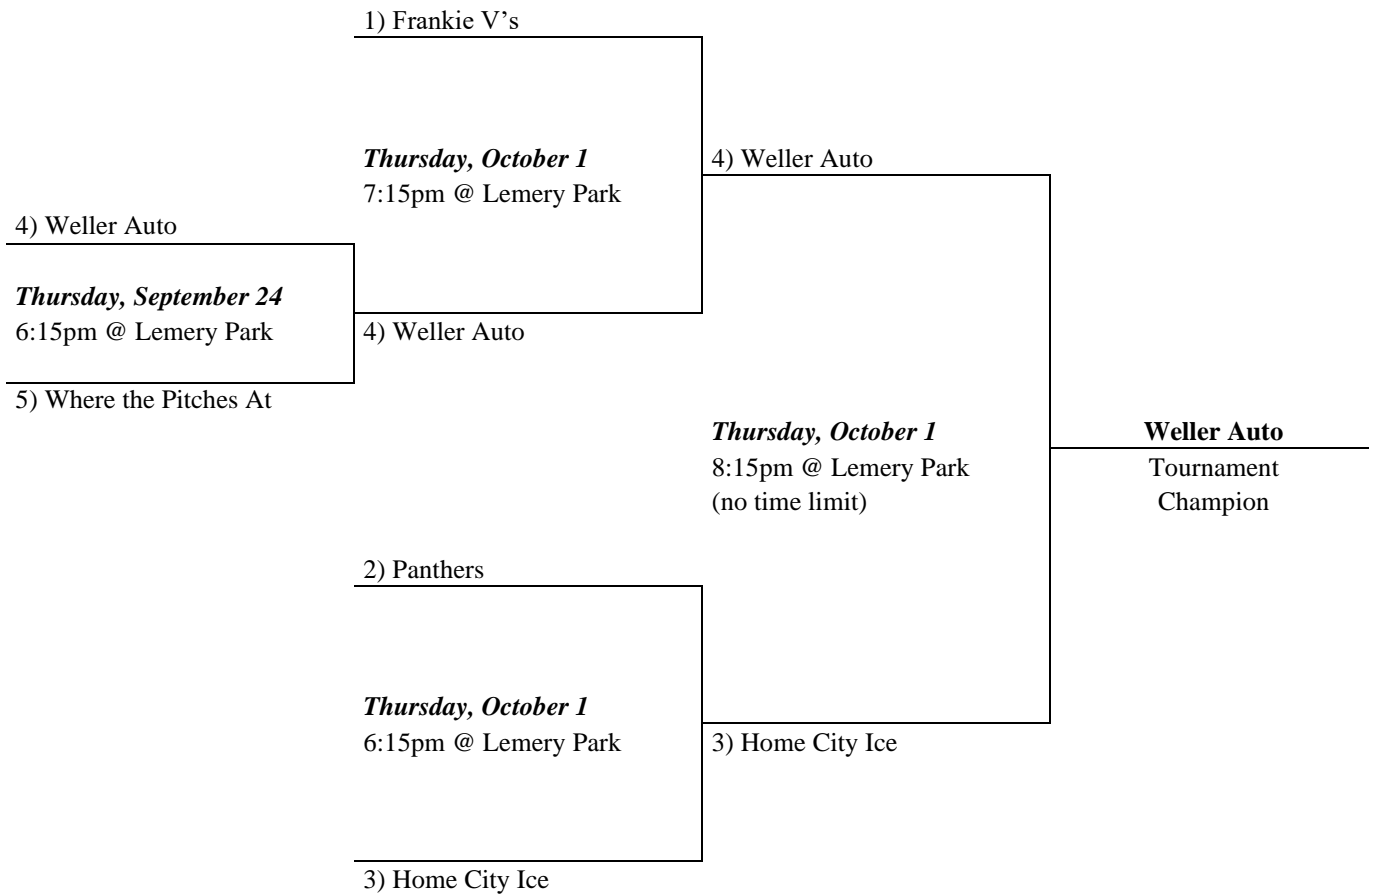 1) Frankie V’s
Thursday, October 1
7:15pm @ Lemery Park
4) Weller Auto
4) Weller Auto
Thursday, September 24
6:15pm @ Lemery Park
4) Weller Auto
5) Where the Pitches At
Thursday, October 1
8:15pm @ Lemery Park
(no time limit)
Weller Auto
Tournament
Champion
2) Panthers
Thursday, October 1
6:15pm @ Lemery Park
3) Home City Ice
3) Home City Ice